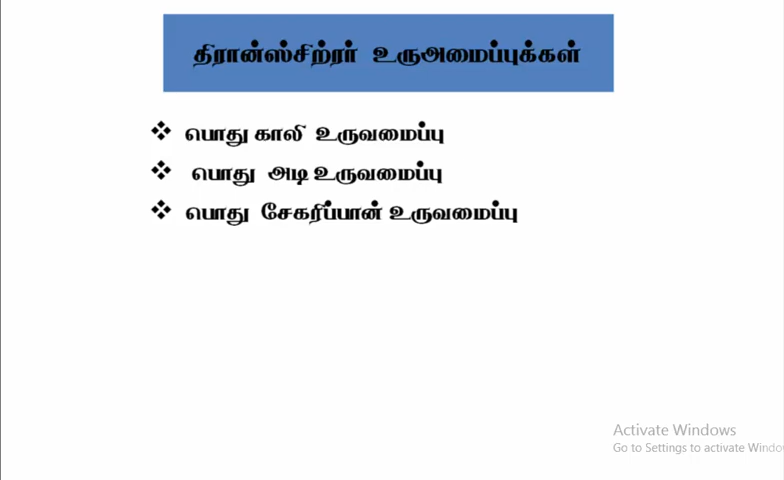 திரான்ஸ்சிற்ரர் உருஅமைப்புக்கள்
பொது காலி உருவமைப்பு
பொது அடி உருவமைப்பு
பொது சேகரிப்பான் உருவமைப்பு
Activate Windows
Go to Settings to activate Windo